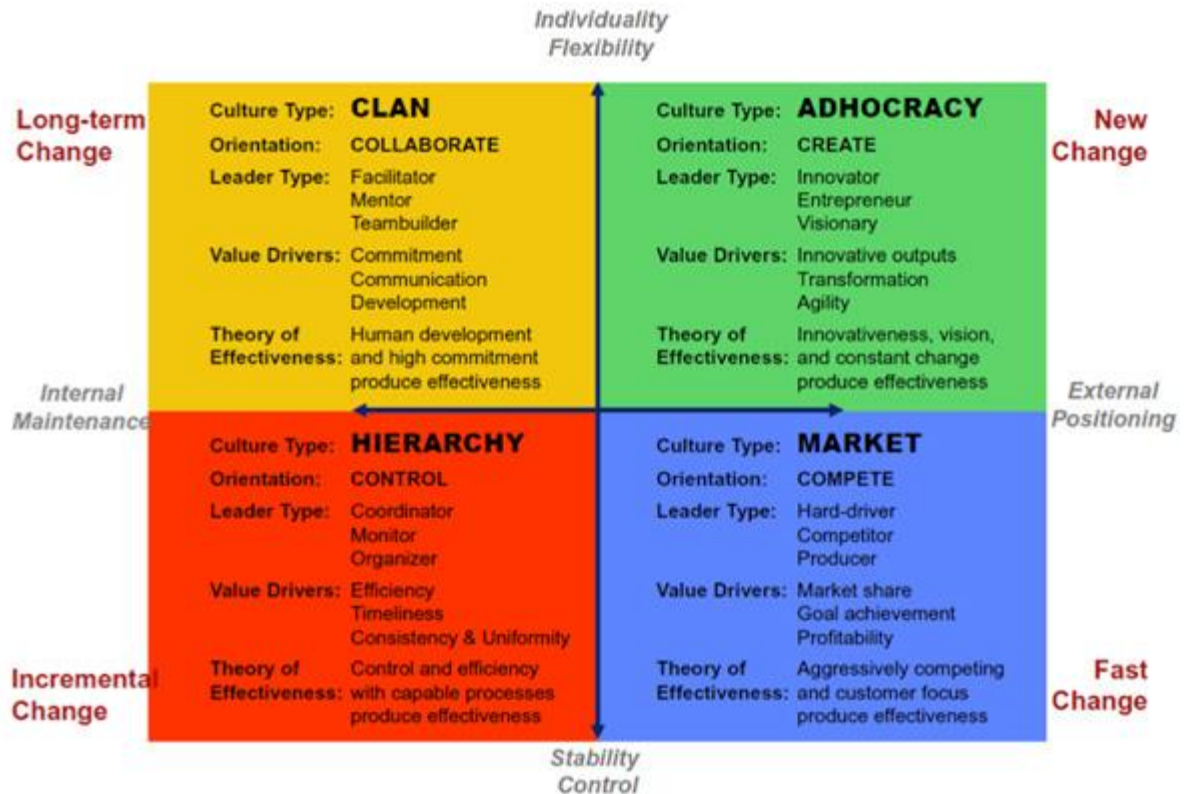 Individuality
Flexibility
Long-term
Change
Culture Type: CLAN
Orientation: COLLABORATE
Leader Type: Facilitator
Mentor
Teambuilder
Value Drivers: Commitment
Communication
Development
Theory of Human development
Effectiveness: and high commitment
produce effectiveness
Culture Type: ADHOCRACY
Orientation: CREATE
Leader Type: Innovator
Entrepreneur
Visionary
Value Drivers: Innovative outputs
Transformation
Agility
Theory of Innovativeness, vision,
Effectiveness: and constant change
produce effectiveness
New
Change
Internal
Maintenance
External
Positioning
Culture Type: HIERARCHY
Orientation: CONTROL
Leader Type: Coordinator
Monitor
Organizer
Value Drivers: Efficiency
Timeliness
Consistency & Uniformity
Theory of Control and efficiency
Effectiveness: with capable processes
produce effectiveness
Incremental
Change
Culture Type: MARKET
Orientation: COMPETE
Leader Type: Hard-driver
Competitor
Producer
Value Drivers: Market share
Goal achievement
Profitability
Theory of Aggressively competing
Effectiveness: and customer focus
produce effectiveness
Fast
Change
Stability
Control